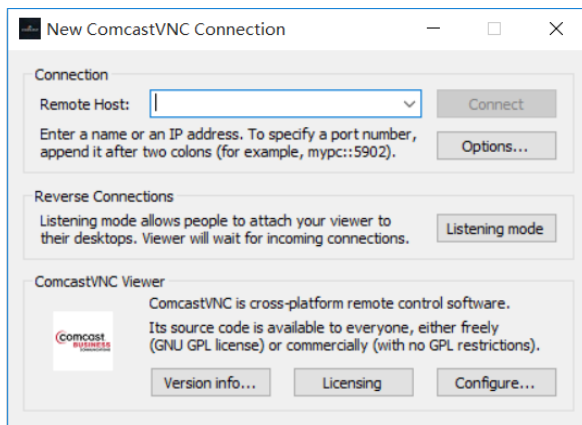 New ComcastVNC Connection
Connection
Remote Host:
Connect
Enter a name or an IP address. To specify a port number,
append it after two colons (for example, mypc::5902).
Options...
Reverse Connections
Listening mode allows people to attach your viewer to
their desktops. Viewer will wait for incoming connections.
Listening mode
ComcastVNC Viewer
ComcastVNC is cross-platform remote control software.
Its source code is available to everyone, either freely
(GNU GPL license) or commercially (with no GPL restrictions).
comcast
BUSINESS
Version info...
Licensing
Configure...